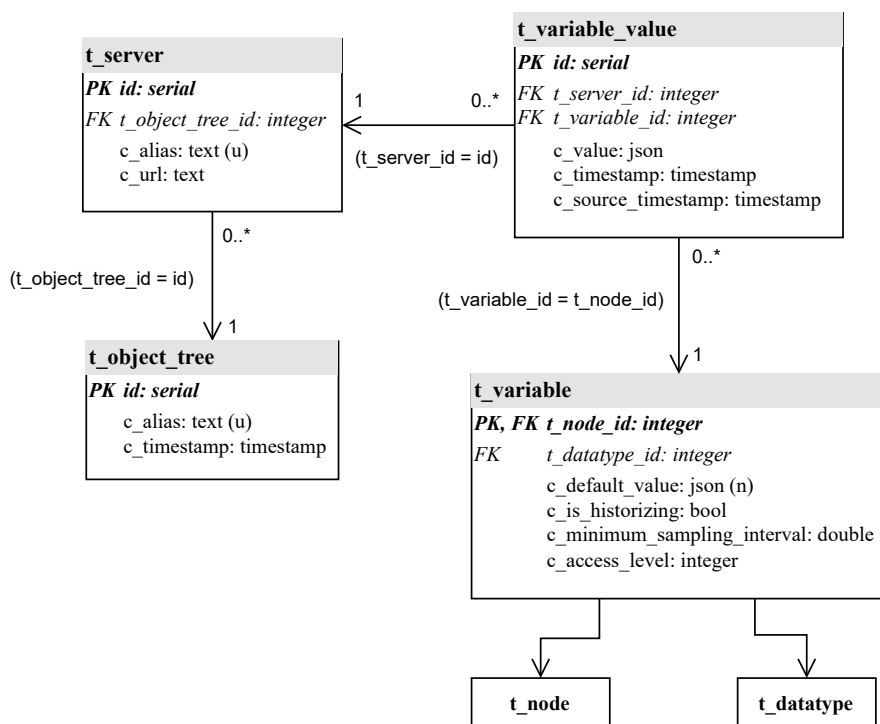 t_server
PK id: serial
FK t_object_tree_id: integer
c_alias: text (u)
c_url: text
t_variable_value
PK id: serial
FK t_server_id: integer
FK t_variable_id: integer
c_value: json
c_timestamp: timestamp
c_source_timestamp: timestamp
1
0..*
(t_server_id = id)
0..*
(t_object_tree_id = id)
1
0..*
(t_variable_id = t_node_id)
1
t_object_tree
PK id: serial
c_alias: text (u)
c_timestamp: timestamp
t_variable
PK, FK t_node_id: integer
FK t_datatype_id: integer
c_default_value: json (n)
c_is_historizing: bool
c_minimum_sampling_interval: double
c_access_level: integer
t_node
t_datatype